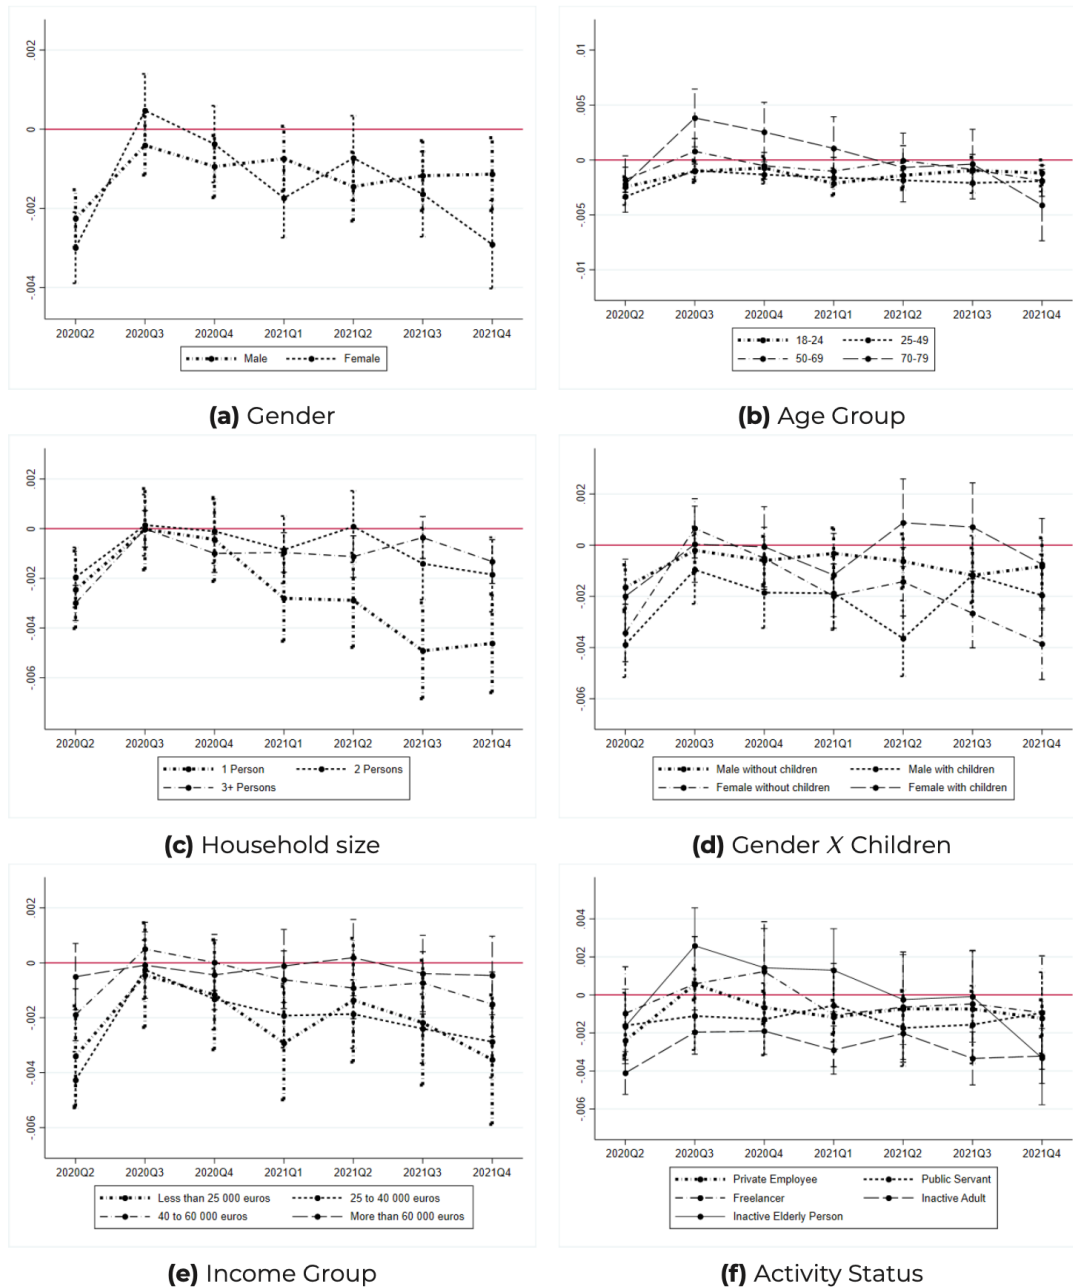 .002
0
-.002
-.004
2020Q2 2020Q3 2020Q4 2021Q1 2021Q2 2021Q3 2021Q4
Male Female
(a) Gender
.01
.005
0
-.005
-.01
2020Q2 2020Q3 2020Q4 2021Q1 2021Q2 2021Q3 2021Q4
18-24 25-49
50-69 70-79
(b) Age Group
.002
0
-.002
-.004
-.006
2020Q2 2020Q3 2020Q4 2021Q1 2021Q2 2021Q3 2021Q4
1 Person 2 Persons
3+ Persons
(c) Household size
.002
0
-.002
-.004
-.006
2020Q2 2020Q3 2020Q4 2021Q1 2021Q2 2021Q3 2021Q4
Male without children Male with children
Female without children Female with children
(d) Gender X Children
.002
0
-.002
-.004
-.006
2020Q2 2020Q3 2020Q4 2021Q1 2021Q2 2021Q3 2021Q4
Less than 25 000 euros 25 to 40 000 euros
40 to 60 000 euros More than 60 000 euros
(e) Income Group
.004
.002
0
-.002
-.004
-.006
2020Q2 2020Q3 2020Q4 2021Q1 2021Q2 2021Q3 2021Q4
Private Employee Public Servant
Freelancer Inactive Adult
Inactive Elderly Person
(f) Activity Status